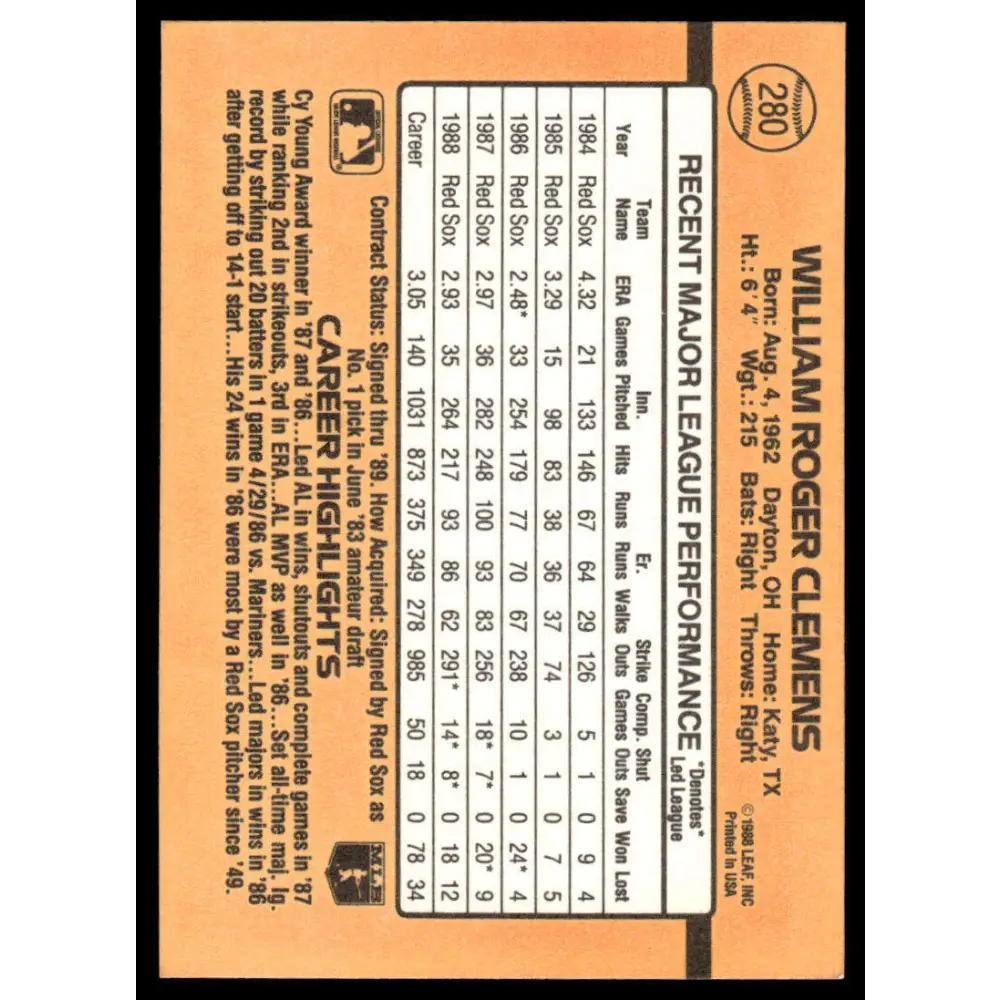 280
WILLIAM ROGER CLEMENS
Born: Aug. 4, 1962 Dayton, OH Home: Katy, TX
Ht.: 6'4" Wgt.: 215 Bats: Right Throws: Right
©1988 LEAF, INC
Printed in USA
RECENT MAJOR LEAGUE PERFORMANCE *Denotes*
Led League
Team Inn. Er. Strike Comp. Shut
Year Name ERA Games Pitched Hits Runs Runs Walks Outs Games Outs Save Won Lost
1984 Red Sox 4.32 21 133 146 67 64 29 126 5 1 0 9 4
1985 Red Sox 3.29 15 98 83 38 36 37 74 3 1 0 7 5
1986 Red Sox 2.48* 33 254 179 77 70 67 238 10 1 0 24* 4
1987 Red Sox 2.97 36 282 248 100 93 83 256 18* 7* 0 20* 9
1988 Red Sox 2.93 35 264 217 93 86 62 291* 14* 8* 0 18 12
Career 3.05 140 1031 873 375 349 278 985 50 18 0 78 34
Contract Status: Signed thru '89. How Acquired: Signed by Red Sox as
No. 1 pick in June '83 amateur draft
MLB
CAREER HIGHLIGHTS
Cy Young Award winner in '87 and '86...Led AL in wins, shutouts and complete games in '87
while ranking 2nd in strikeouts, 3rd in ERA...AL MVP as well in '86...Set all-time maj. lg.
record by striking out 20 batters in 1 game 4/29/86 vs. Mariners...Led majors in wins in '86
after getting off to 14-1 start...His 24 wins in '86 were most by a Red Sox pitcher since '49.